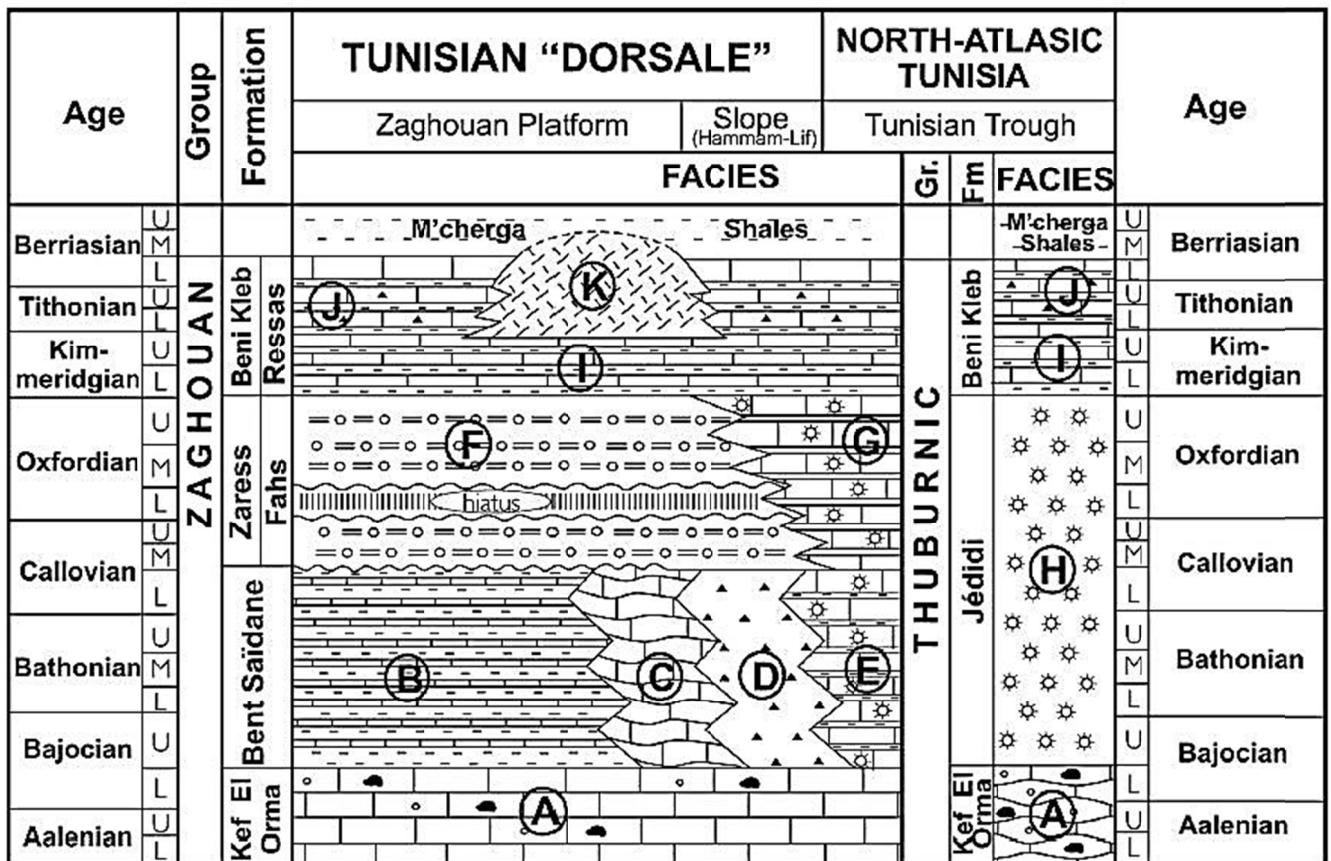 Age
Group
Formation
TUNISIAN “DORSALE”
NORTH-ATLASIC
TUNISIA
Age
Zaghouan Platform
Slope
(Hammam-Lif)
Tunisian Trough
FACIES
Gr.
Fm
FACIES
Berriasian
U
M
L
Tithonian
U
L
Kim-
meridgian
U
L
Oxfordian
U
M
L
Callovian
U
M
L
Bathonian
U
M
L
Bajocian
U
L
Aalenian
U
L
ZAGHOUAN
Beni Kleb
Ressas
Zaress
Fahs
Bent Saïdane
Kef El
Orma
M'cherga
Shales
K
J
I
F
G
hiatus
B
C
D
E
A
THUBURNIC
Beni Kleb
Jédidi
Kef El
Orma
M'cherga
Shales
J
I
H
A
U
M
L
Berriasian
U
L
Tithonian
U
L
Kim-
meridgian
U
M
L
Oxfordian
U
M
L
Callovian
U
M
L
Bathonian
U
L
Bajocian
U
L
Aalenian